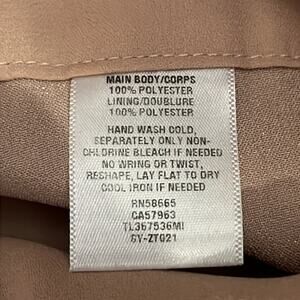 MAIN BODY/CORPS
100% POLYESTER
LINING/DOUBLURE
100% POLYESTER
HAND WASH COLD,
SEPARATELY ONLY NON-
CHLORINE BLEACH IF NEEDED
NO WRING OR TWIST,
RESHAPE, LAY FLAT TO DRY
COOL IRON IF NEEDED
RN58665
CA57963
TL367536MI
GY-ZT021